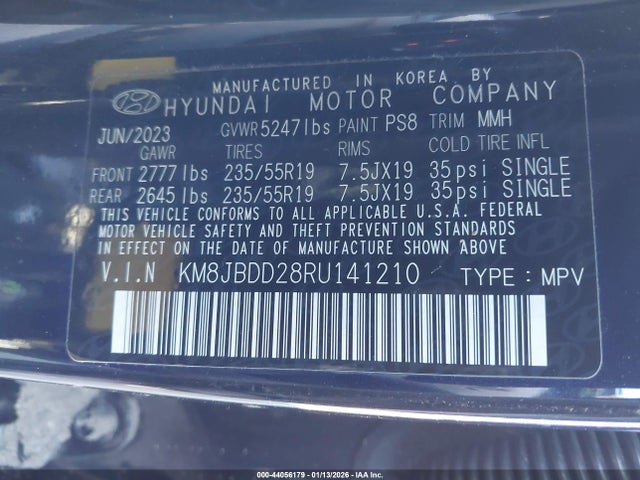 MANUFACTURED IN KOREA BY
HYUNDAI MOTOR COMPANY
JUN/2023 GVWR 5247lbs PAINT PS8 TRIM MMH
GAWR TIRES RIMS COLD TIRE INFL
FRONT 2777lbs 235/55R19 7.5JX19 35psi SINGLE
REAR 2645lbs 235/55R19 7.5JX19 35psi SINGLE
THIS VEHICLE CONFORMS TO ALL APPLICABLE U.S.A. FEDERAL
MOTOR VEHICLE SAFETY AND THEFT PREVENTION STANDARDS
IN EFFECT ON THE DATE OF MANUFACTURE SHOWN ABOVE.
V.I.N KM8JBDD28RU141210 TYPE : MPV
000-44056179 - 01/13/2026 - IAA Inc.